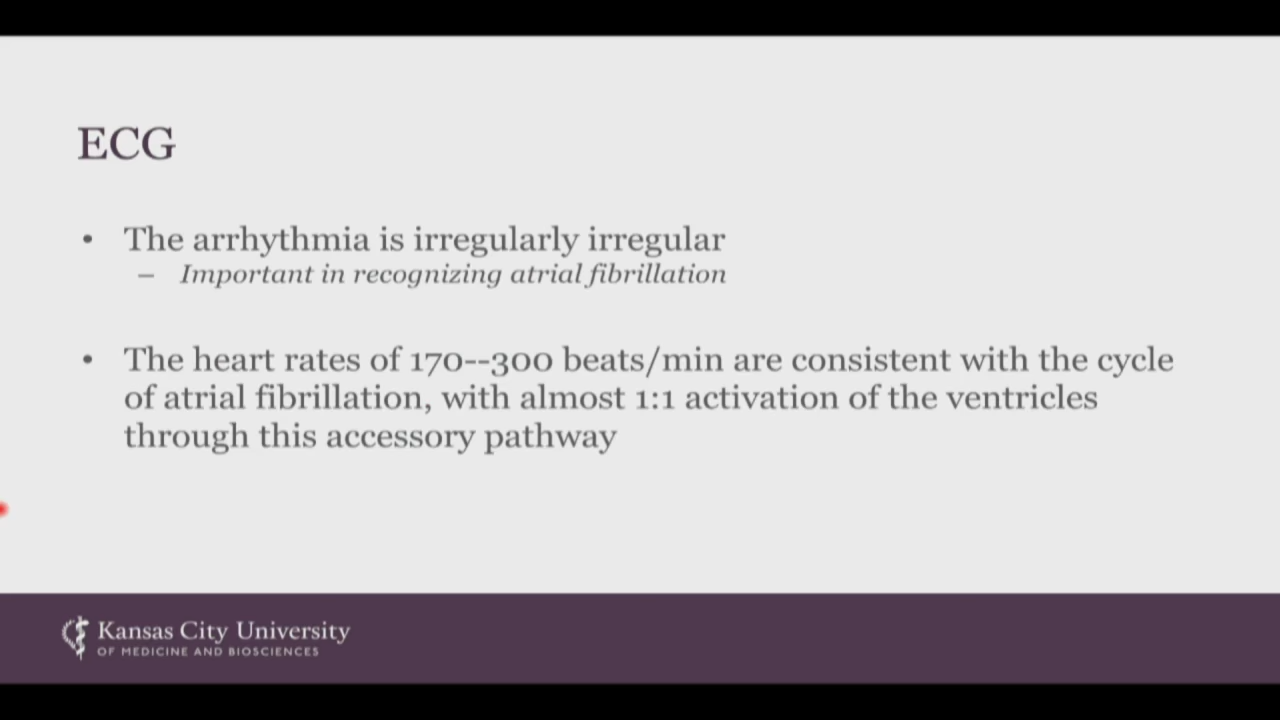 ECG
• The arrhythmia is irregularly irregular
– Important in recognizing atrial fibrillation
• The heart rates of 170--300 beats/min are consistent with the cycle
of atrial fibrillation, with almost 1:1 activation of the ventricles
through this accessory pathway
Kansas City University
OF MEDICINE AND BIOSCIENCES